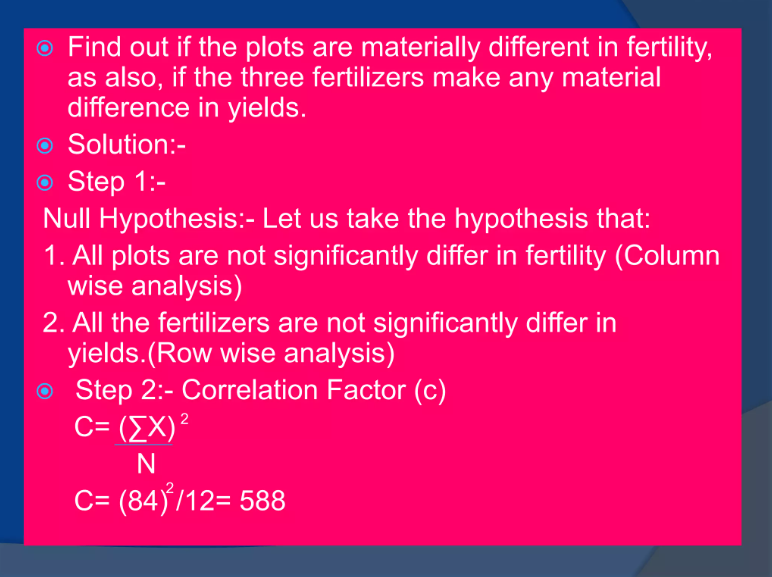 Find out if the plots are materially different in fertility,
as also, if the three fertilizers make any material
difference in yields.
Solution:-
Step 1:-
Null Hypothesis:- Let us take the hypothesis that:
1. All plots are not significantly differ in fertility (Column
wise analysis)
2. All the fertilizers are not significantly differ in
yields.(Row wise analysis)
Step 2:- Correlation Factor (c)
C= (∑X) ²
N
C= (84)²/12= 588